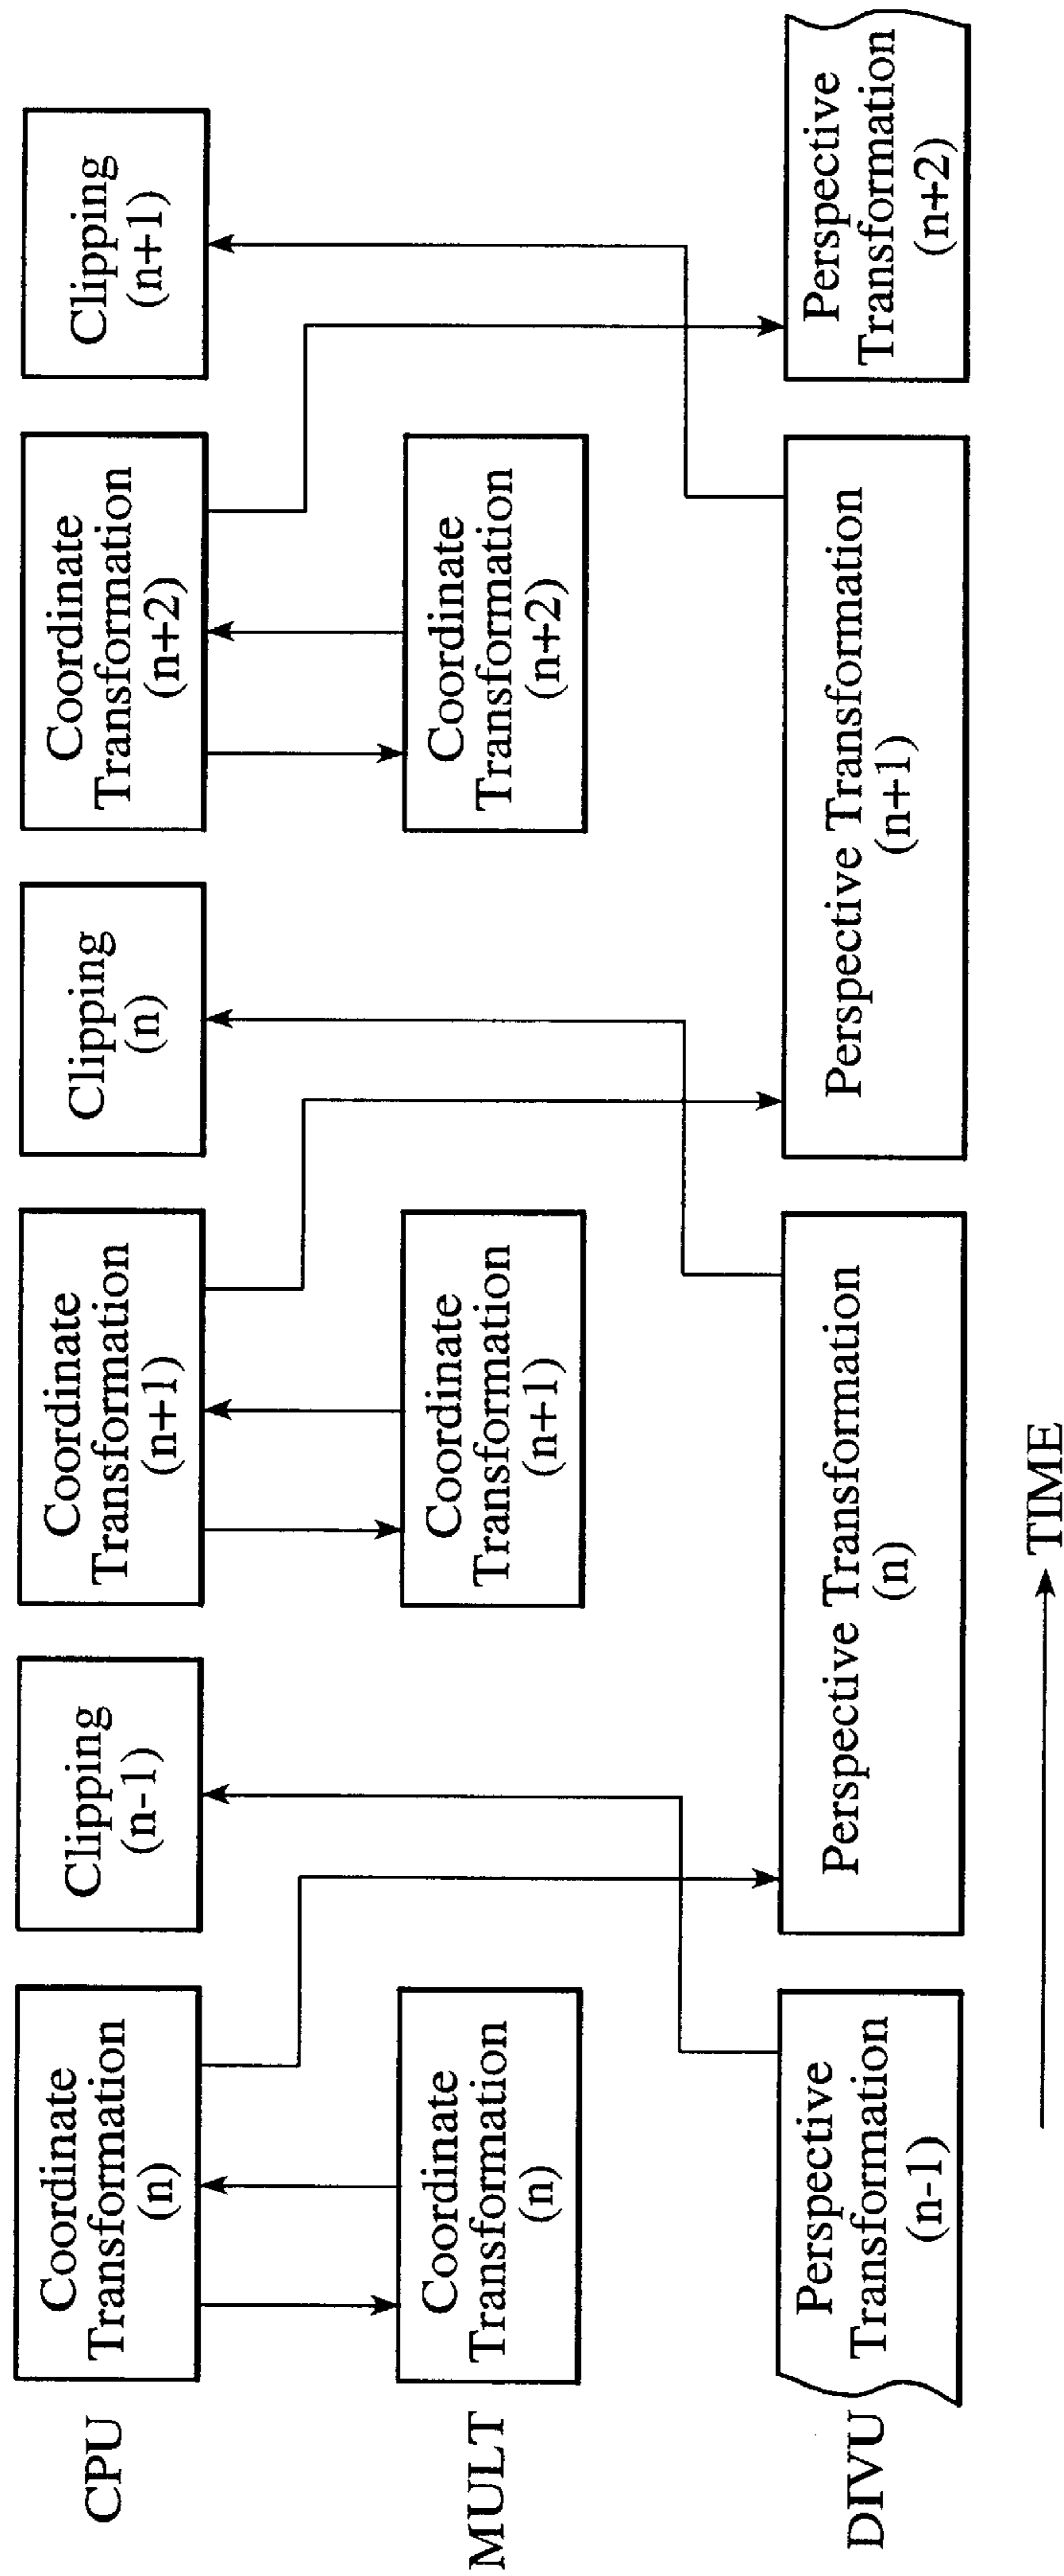 CPU
Coordinate
Transformation
(n)
Clipping
(n-1)
Coordinate
Transformation
(n+1)
Clipping
(n)
Coordinate
Transformation
(n+2)
Clipping
(n+1)
MULT
Coordinate
Transformation
(n)
Coordinate
Transformation
(n+1)
Coordinate
Transformation
(n+2)
DIVU
Perspective
Transformation
(n-1)
Perspective Transformation
(n)
Perspective Transformation
(n+1)
Perspective
Transformation
(n+2)
TIME